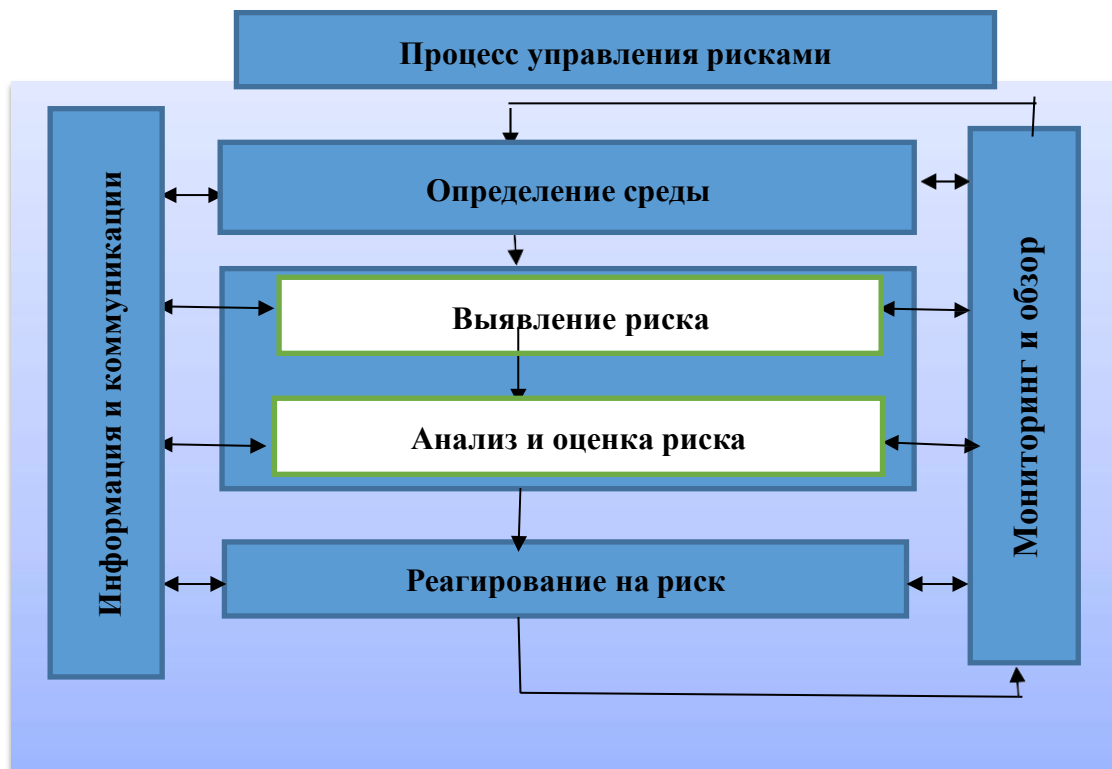 Процесс управления рисками
Информация и коммуникации
Определение среды
Выявление риска
Анализ и оценка риска
Реагирование на риск
Мониторинг и обзор